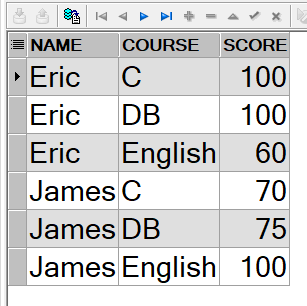 NAME COURSE SCORE
Eric C 100
Eric DB 100
Eric English 60
James C 70
James DB 75
James English 100